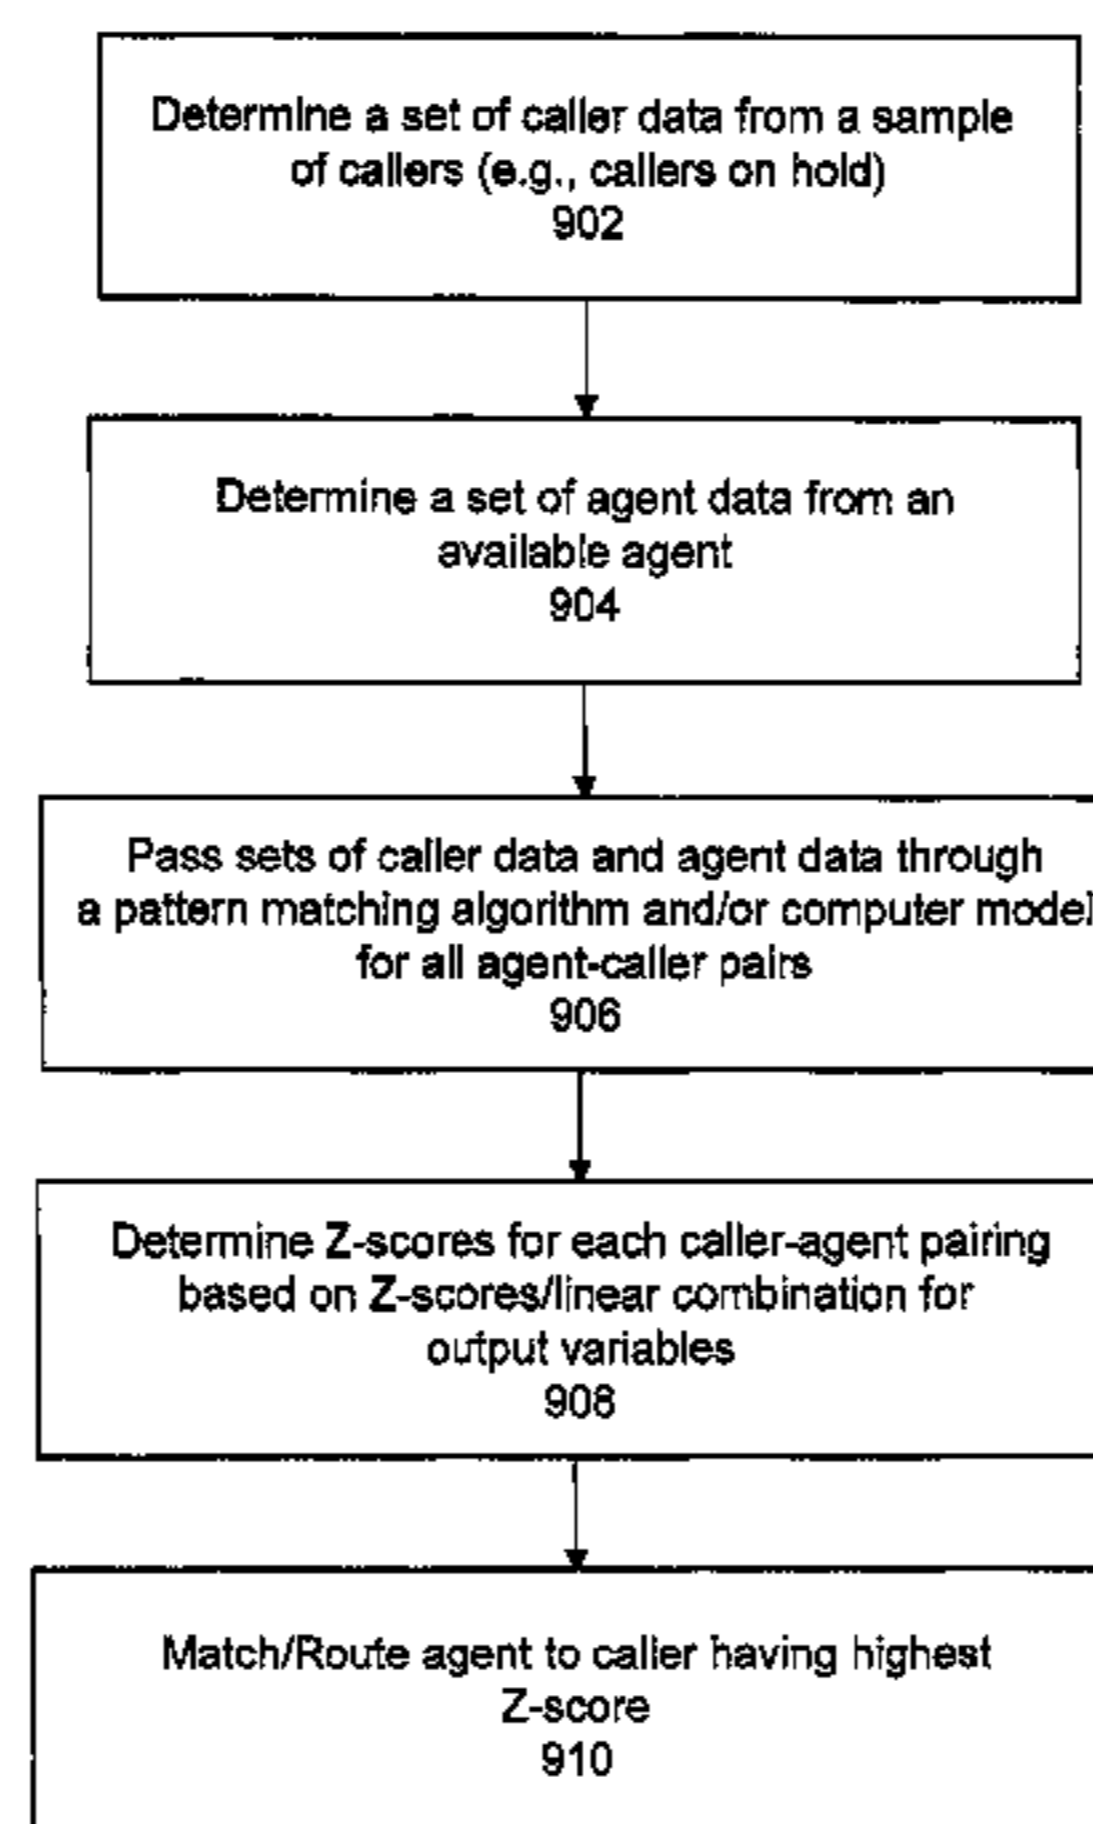 Determine a set of caller data from a sample
of callers (e.g., callers on hold)
902
Determine a set of agent data from an
available agent
904
Pass sets of caller data and agent data through
a pattern matching algorithm and/or computer model
for all agent-caller pairs
906
Determine Z-scores for each caller-agent pairing
based on Z-scores/linear combination for
output variables
908
Match/Route agent to caller having highest
Z-score
910